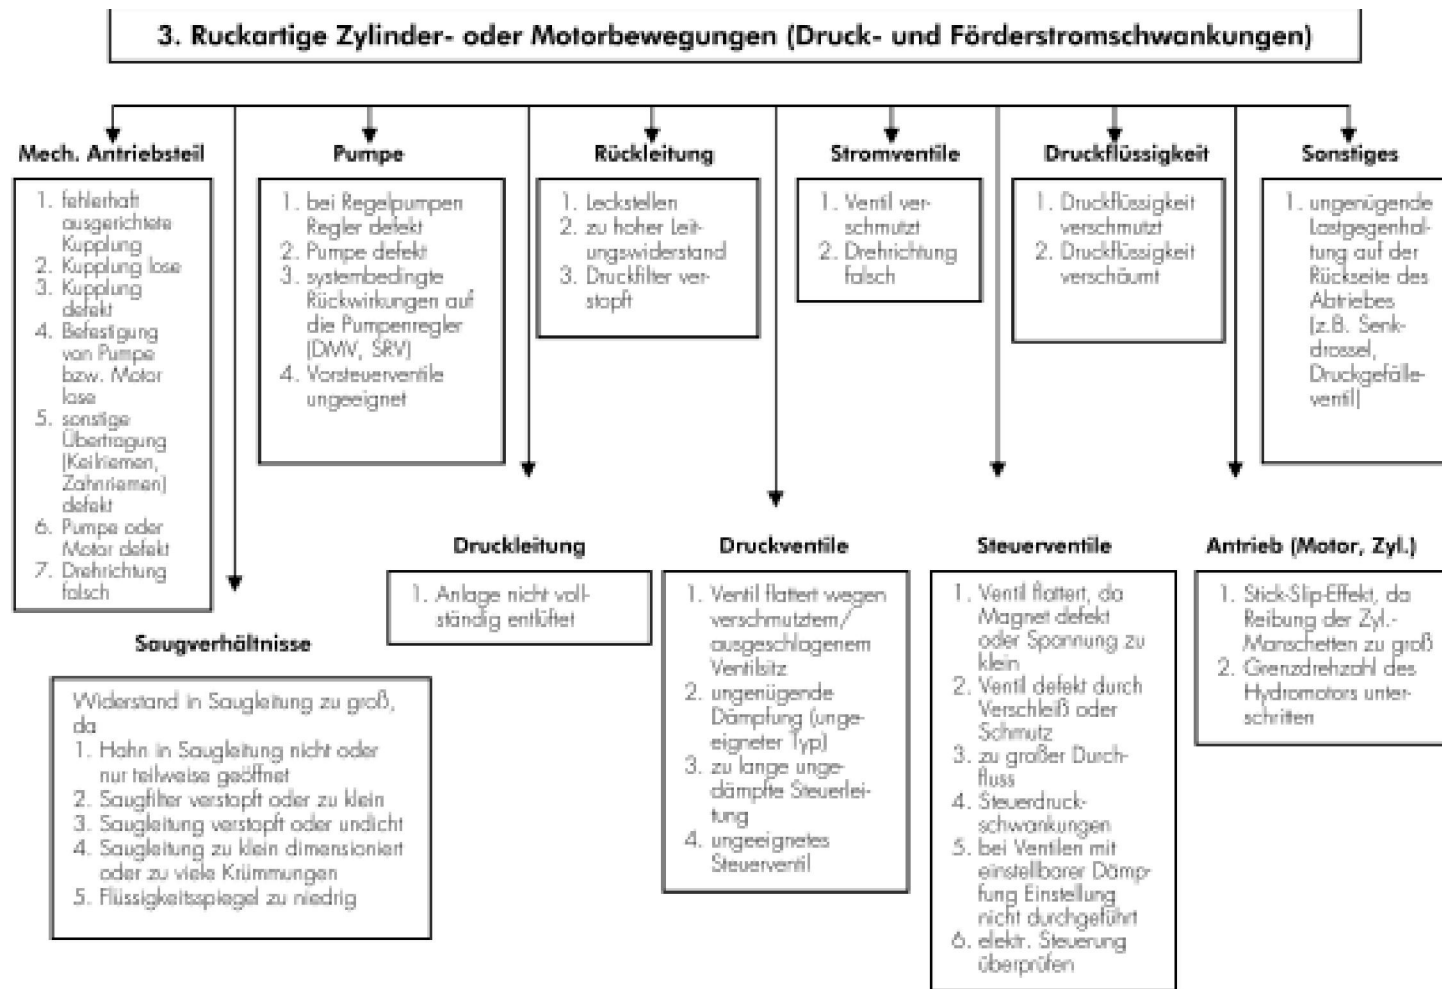 3. Ruckartige Zylinder- oder Motorbewegungen (Druck- und Förderstromschwankungen)
Mech. Antriebsteil
1. fehlerhaft
ausgerichtete
Kupplung
2. Kupplung lose
3. Kupplung
defekt
4. Befestigung
von Pumpe
bzw. Motor
lose
5. sonstige
Übertragung
(Keilriemen,
Zahnriemen)
defekt
6. Pumpe oder
Motor defekt
7. Drehrichtung
falsch
Pumpe
1. bei Regelpumpen
Regler defekt
2. Pumpe defekt
3. systembedingte
Rückwirkungen auf
die Pumpenregler
(DMV, SRV)
4. Vorsteuerventile
ungeeignet
Rückleitung
1. Leckstellen
2. zu hoher Leit-
ungswiderstand
3. Druckfilter ver-
stopft
Stromventile
1. Ventil ver-
schmutzt
2. Drehrichtung
falsch
Druckflüssigkeit
1. Druckflüssigkeit
verschmutzt
2. Druckflüssigkeit
verschäumt
Sonstiges
1. ungenügende
Lastgegenhal-
tung auf der
Rückseite des
Abtriebes
(z.B. Senk-
drossel,
Druckgefälle-
ventil)
Saugverhältnisse
Widerstand in Saugleitung zu groß,
da
1. Hahn in Saugleitung nicht oder
nur teilweise geöffnet
2. Saugfilter verstopft oder zu klein
3. Saugleitung verstopft oder undicht
4. Saugleitung zu klein dimensioniert
oder zu viele Krümmungen
5. Flüssigkeitsspiegel zu niedrig
Druckleitung
1. Anlage nicht voll-
ständig entlüftet
Druckventile
1. Ventil flattert wegen
verschmutztem/
ausgeschlagenem
Ventilsitz
2. ungenügende
Dämpfung (unge-
eigneter Typ)
3. zu lange unge-
dämpfte Steuerlei-
tung
4. ungeeignetes
Steuerventil
Steuerventile
1. Ventil flattert, da
Magnet defekt
oder Spannung zu
klein
2. Ventil defekt durch
Verschleiß oder
Schmutz
3. zu großer Durch-
fluss
4. Steuerdruck-
schwankungen
5. bei Ventilen mit
einstellbarer Dämp-
fung Einstellung
nicht durchgeführt
6. elektr. Steuerung
überprüfen
Antrieb (Motor, Zyl.)
1. Stick-Slip-Effekt, da
Reibung der Zyl.-
Manschetten zu groß
2. Grenzdrehzahl des
Hydromotors unter-
schritten